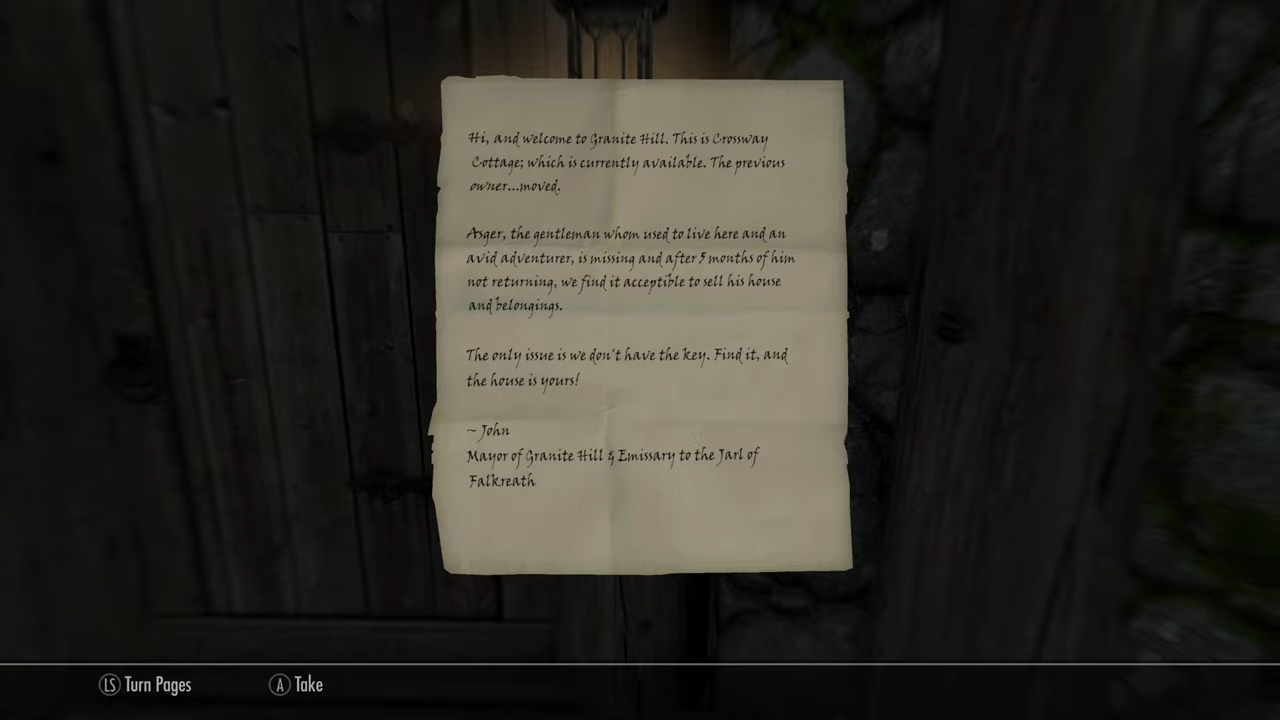 Hi, and welcome to Granite Hill. This is Crossway
Cottage; which is currently available. The previous
owner...moved.
Asger, the gentleman whom used to live here and an
avid adventurer, is missing and after 5 months of him
not returning, we find it acceptible to sell his house
and belongings.
The only issue is we don't have the key. Find it, and
the house is yours!
~ John
Mayor of Granite Hill & Emissary to the Jarl of
Falkreath
LS Turn Pages A Take